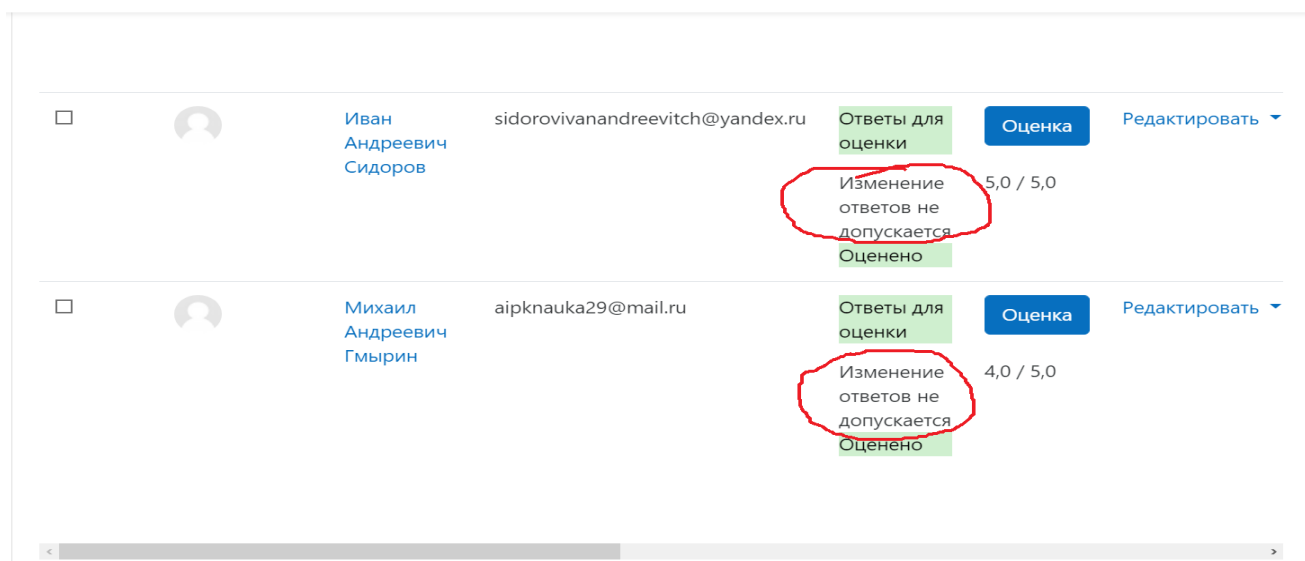 Иван
Андреевич
Сидоров
sidorovivanandreevitch@yandex.ru
Ответы для
оценки
Изменение
ответов не
допускается
Оценено
Оценка
5,0 / 5,0
Редактировать
Михаил
Андреевич
Гмырин
aipknauka29@mail.ru
Ответы для
оценки
Изменение
ответов не
допускается
Оценено
Оценка
4,0 / 5,0
Редактировать